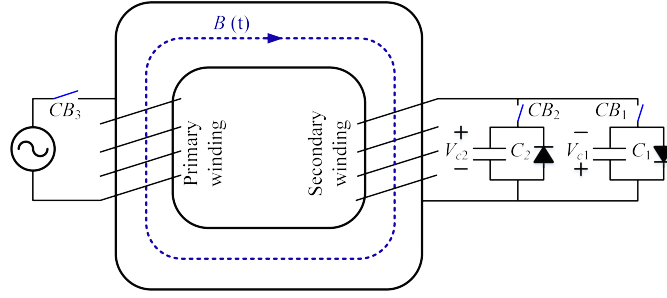 B (t)
CB3
Primary
winding
Secondary
winding
CB2
CB1
+
Vc2
−
C2
−
Vc1
+
C1